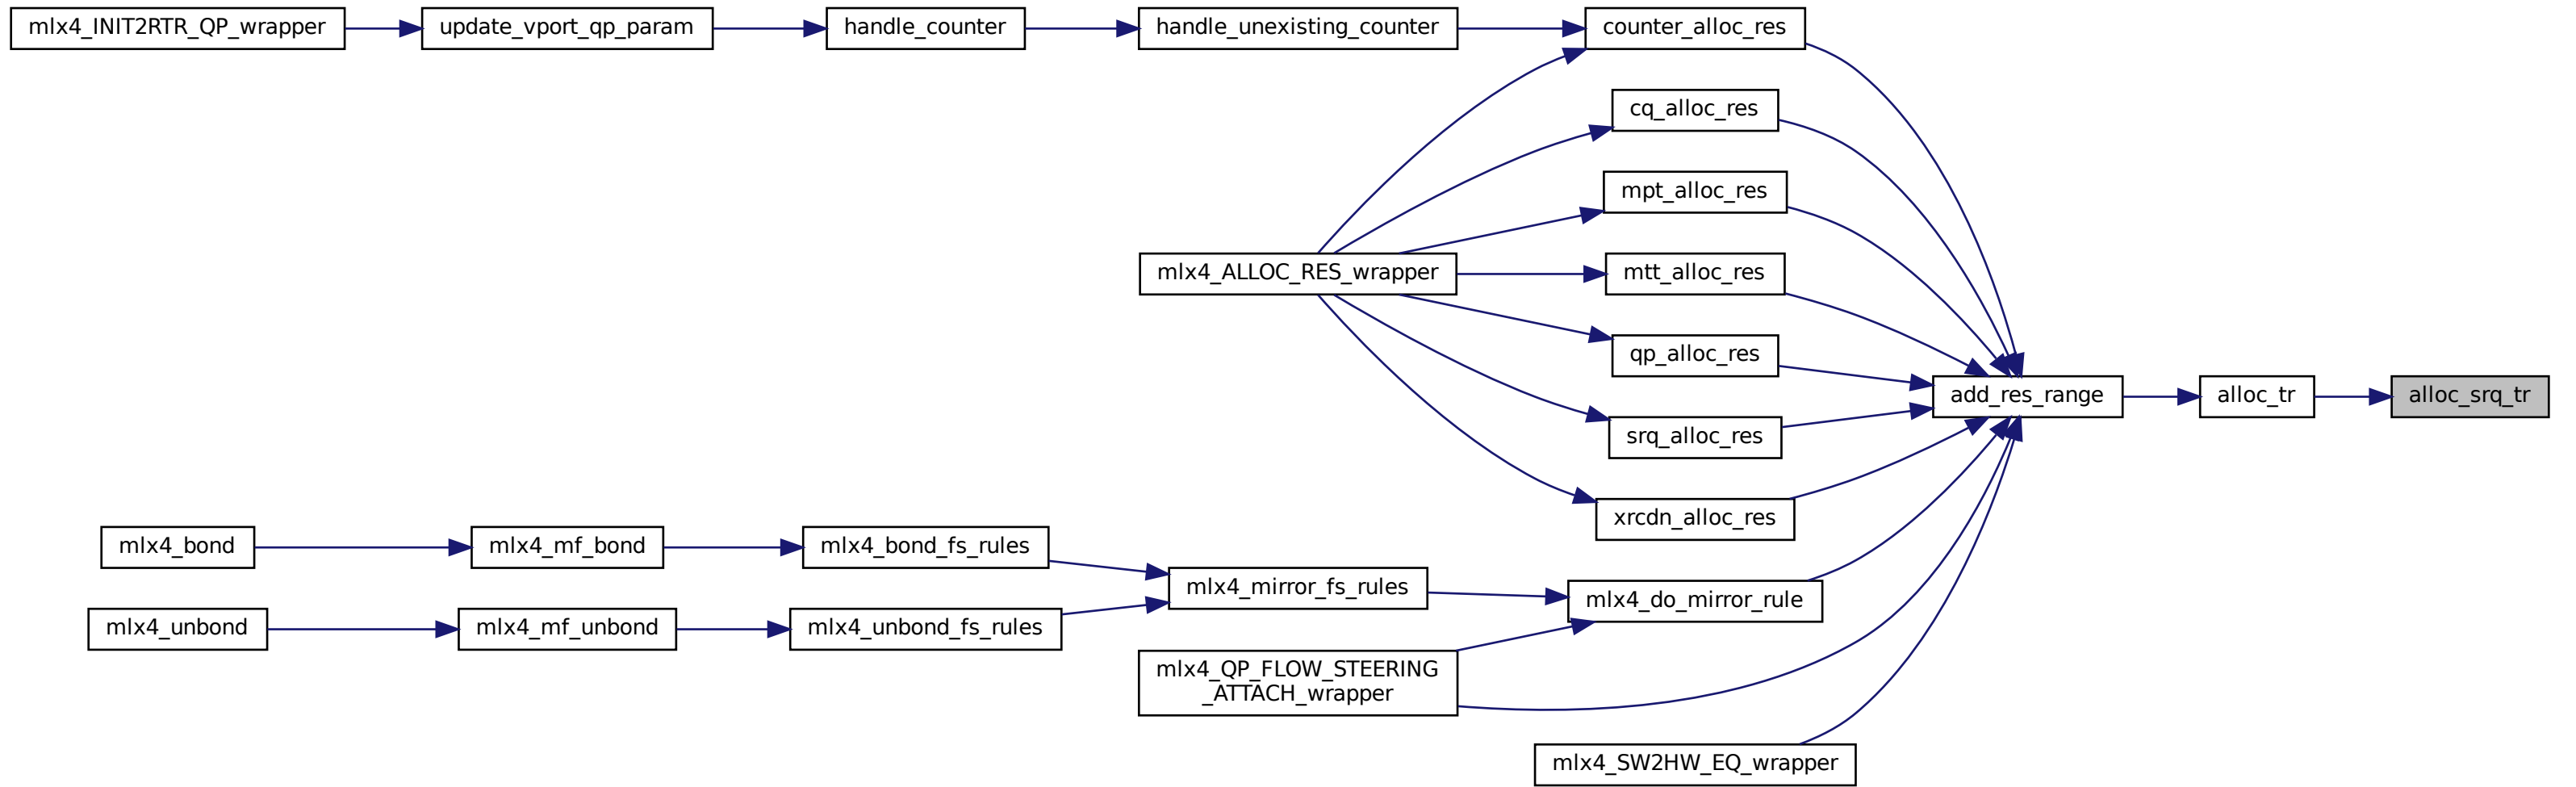 mlx4_INIT2RTR_QP_wrapper
update_vport_qp_param
handle_counter
handle_unexisting_counter
counter_alloc_res
cq_alloc_res
mpt_alloc_res
mlx4_ALLOC_RES_wrapper
mtt_alloc_res
qp_alloc_res
add_res_range
alloc_tr
alloc_srq_tr
srq_alloc_res
xrcdn_alloc_res
mlx4_bond
mlx4_mf_bond
mlx4_bond_fs_rules
mlx4_mirror_fs_rules
mlx4_do_mirror_rule
mlx4_unbond
mlx4_mf_unbond
mlx4_unbond_fs_rules
mlx4_QP_FLOW_STEERING
_ATTACH_wrapper
mlx4_SW2HW_EQ_wrapper